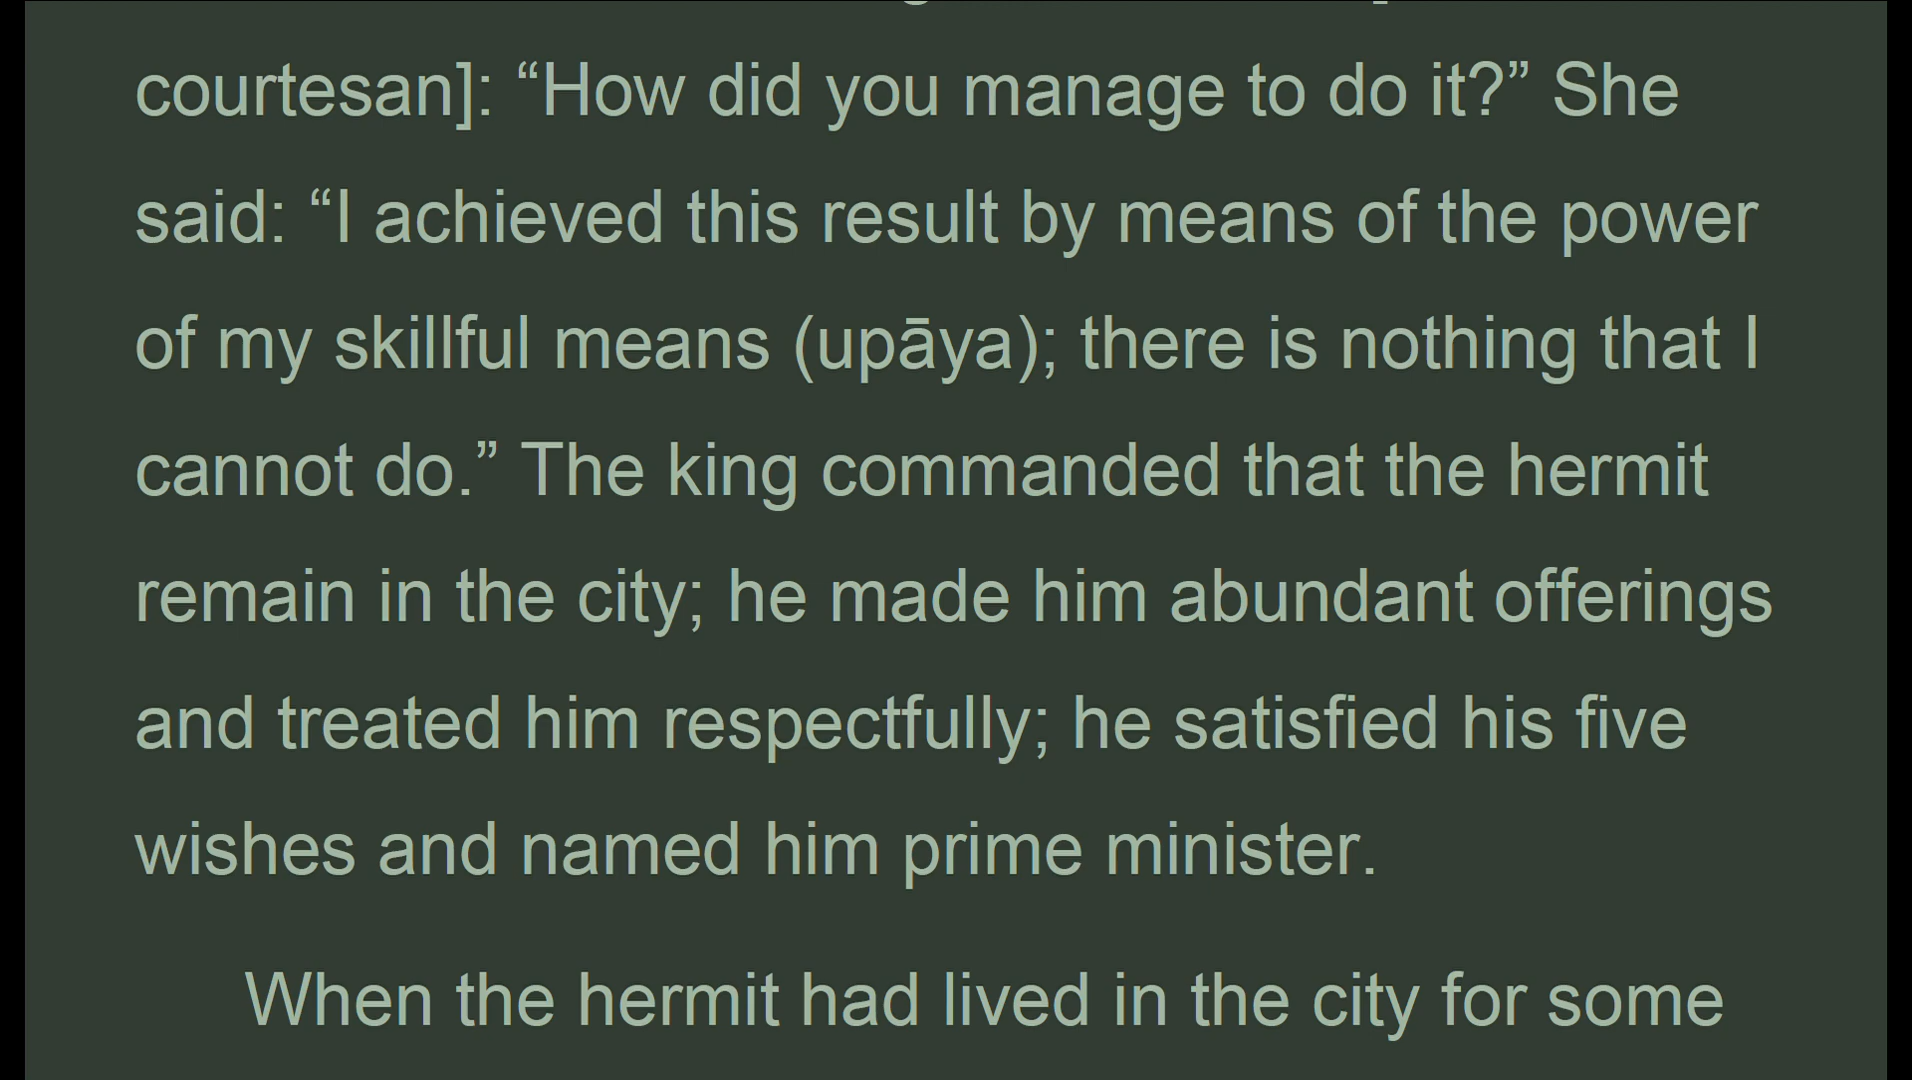 courtesan]: “How did you manage to do it?” She
said: “I achieved this result by means of the power
of my skillful means (upāya); there is nothing that I
cannot do.” The king commanded that the hermit
remain in the city; he made him abundant offerings
and treated him respectfully; he satisfied his five
wishes and named him prime minister.
When the hermit had lived in the city for some